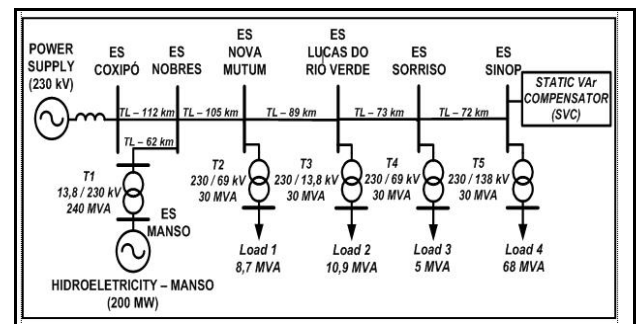 POWER
SUPPLY
(230 kV)
ES
COXIPÓ
ES
NOBRES
ES
NOVA
MUTUM
ES
LUCAS DO
RIO VERDE
ES
SORRISO
ES
SINOP
STATIC VAr
COMPENSATOR
(SVC)
TL – 112 km
TL – 105 km
TL – 89 km
TL – 73 km
TL – 72 km
TL – 62 km
T1
13,8 / 230 kV
240 MVA
T2
230 / 69 kV
30 MVA
T3
230 / 13,8 kV
30 MVA
T4
230 / 69 kV
30 MVA
T5
230 / 138 kV
30 MVA
ES
MANSO
Load 1
8,7 MVA
Load 2
10,9 MVA
Load 3
5 MVA
Load 4
68 MVA
HIDROELETRICITY – MANSO
(200 MW)